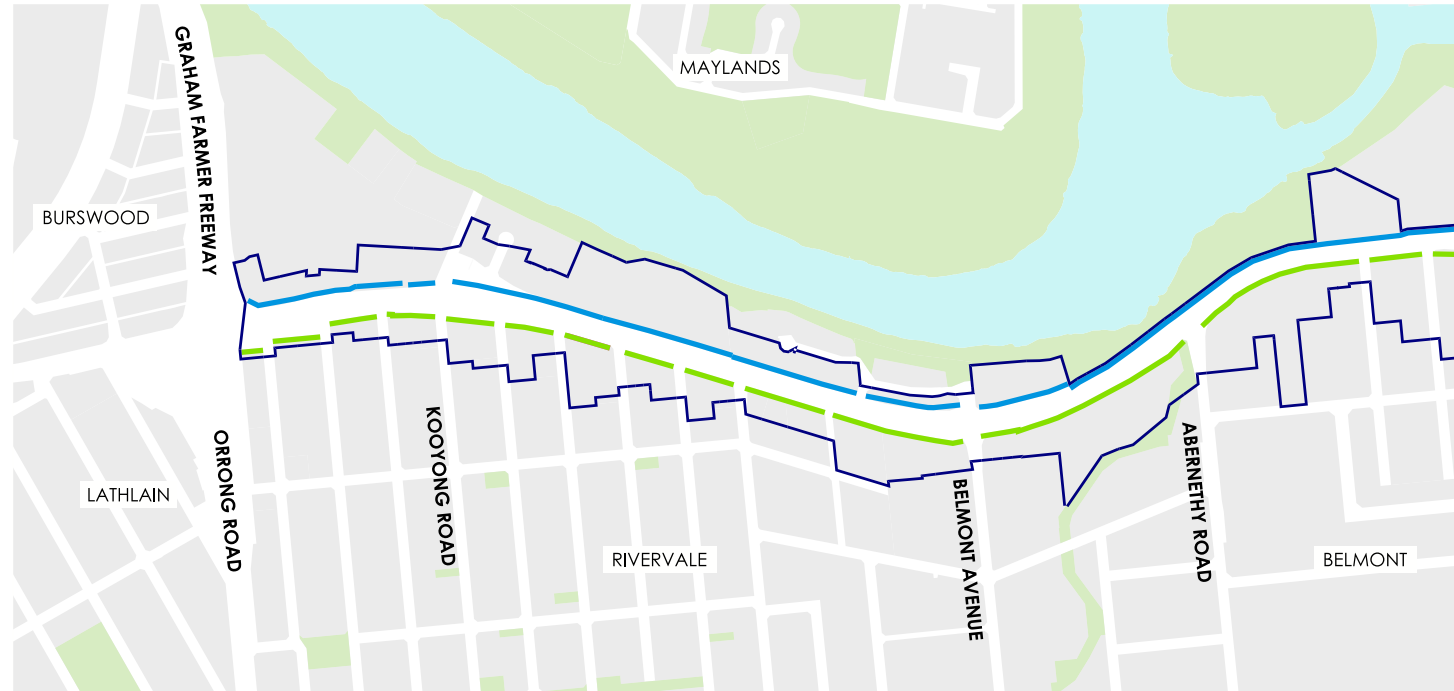 MAYLANDS
GRAHAM FARMER FREEWAY
BURSWOOD
ORRONG ROAD
KOOYONG ROAD
LATHLAIN
RIVERVALE
BELMONT AVENUE
ABERNETHY ROAD
BELMONT